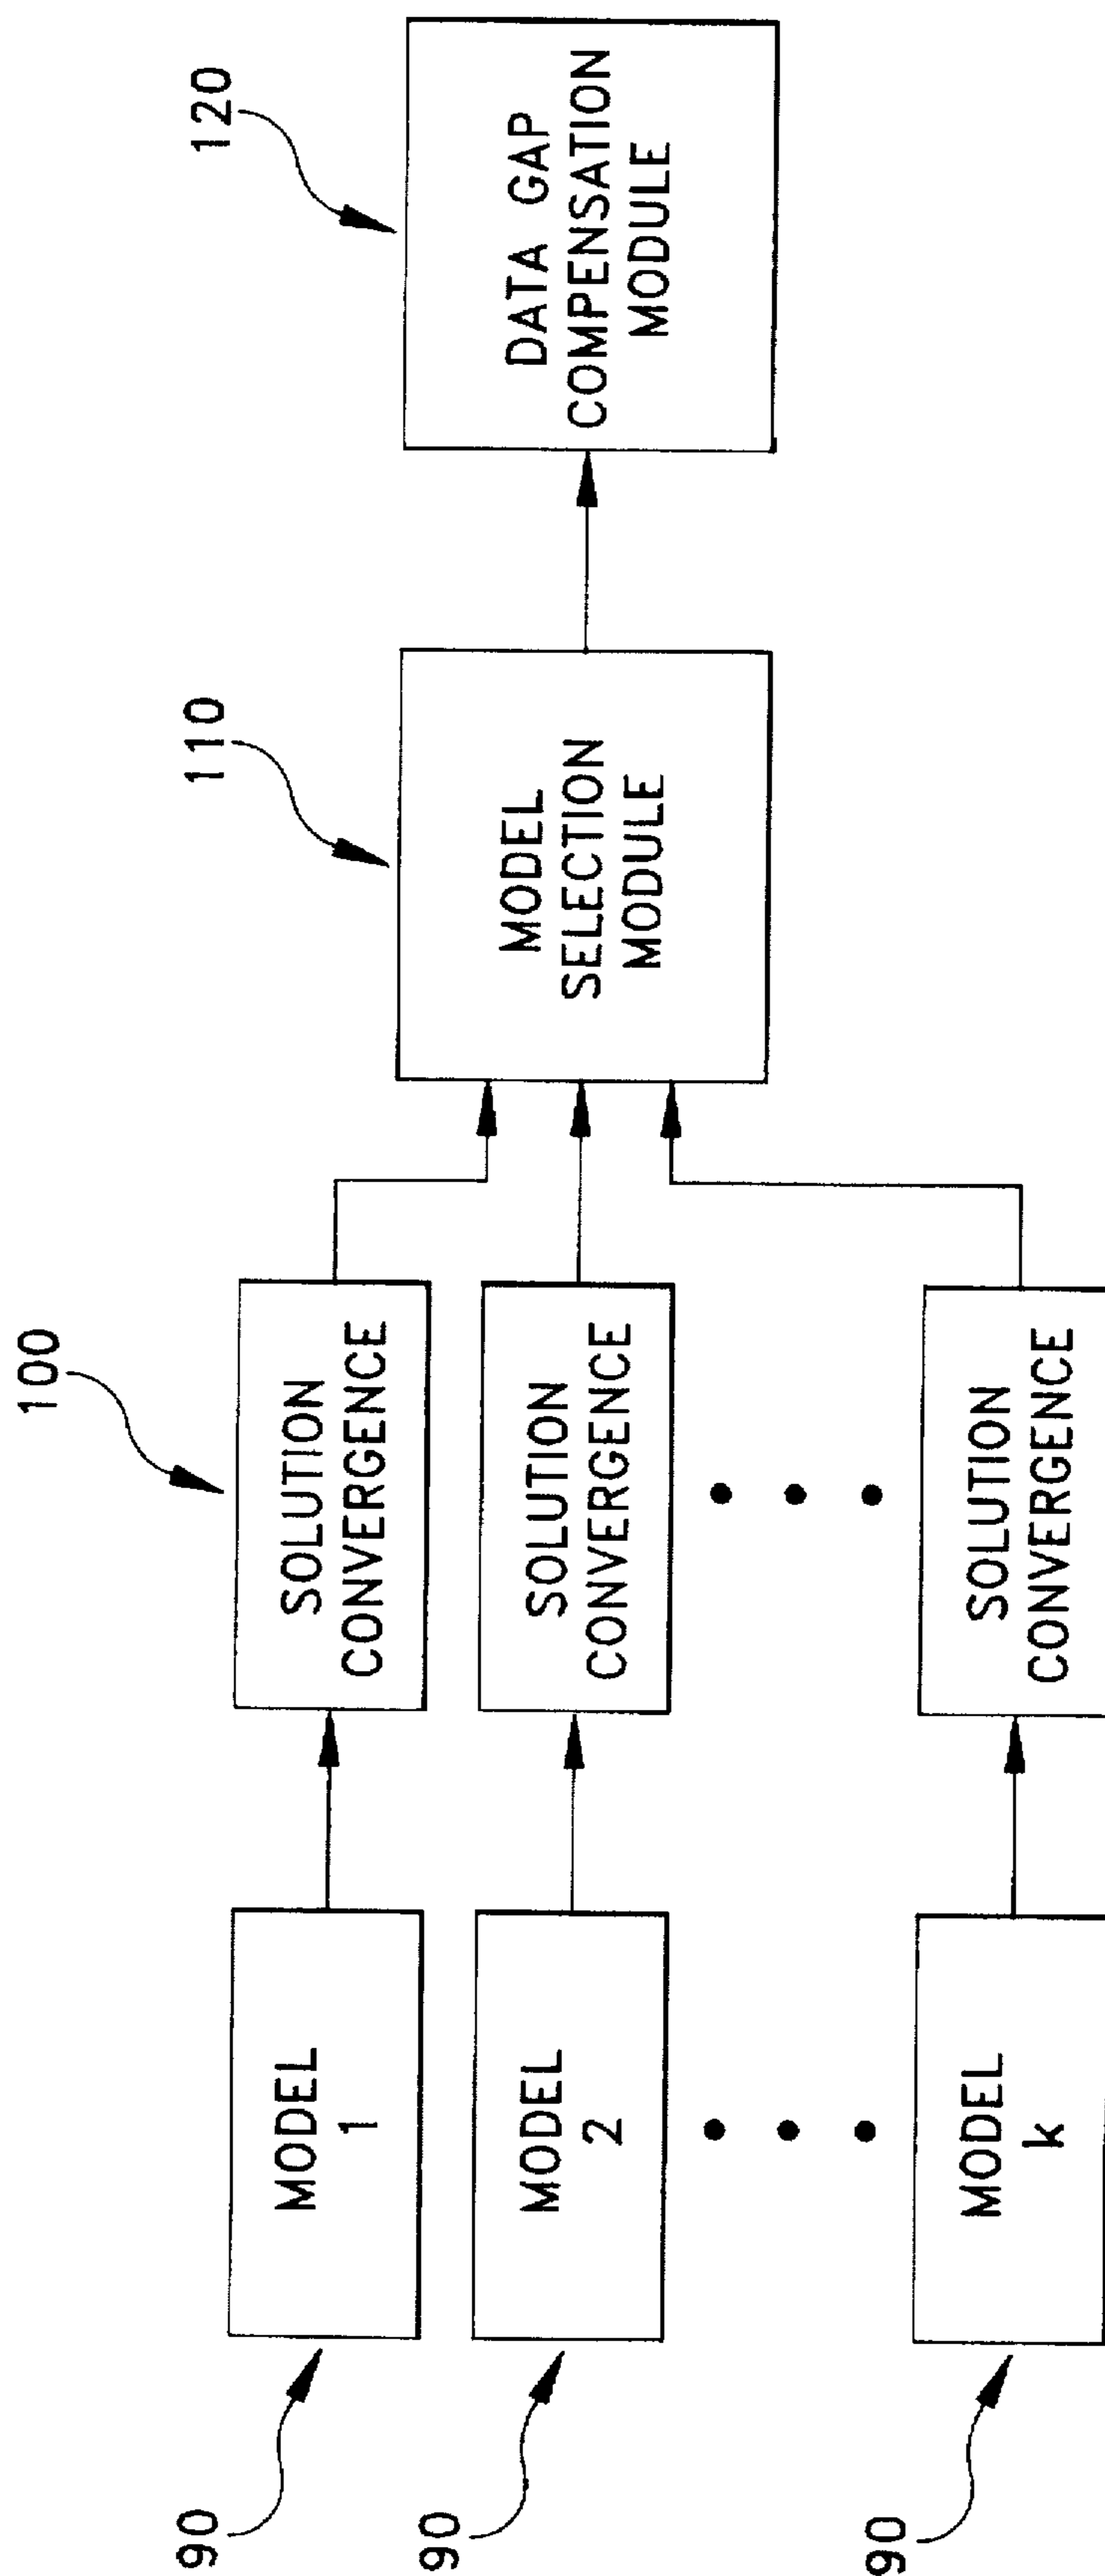 90
MODEL
1
100
SOLUTION
CONVERGENCE
90
MODEL
2
SOLUTION
CONVERGENCE
90
MODEL
k
SOLUTION
CONVERGENCE
110
MODEL
SELECTION
MODULE
120
DATA GAP
COMPENSATION
MODULE